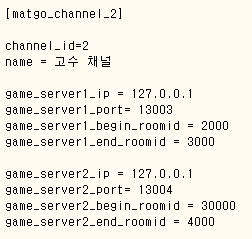 [matgo_channel_2]
channel_id=2
name = 고수 채널
game_server1_ip = 127.0.0.1
game_server1_port= 13003
game_server1_begin_roomid = 2000
game_server1_end_roomid = 3000
game_server2_ip = 127.0.0.1
game_server2_port= 13004
game_server2_begin_roomid = 30000
game_server2_end_roomid = 4000